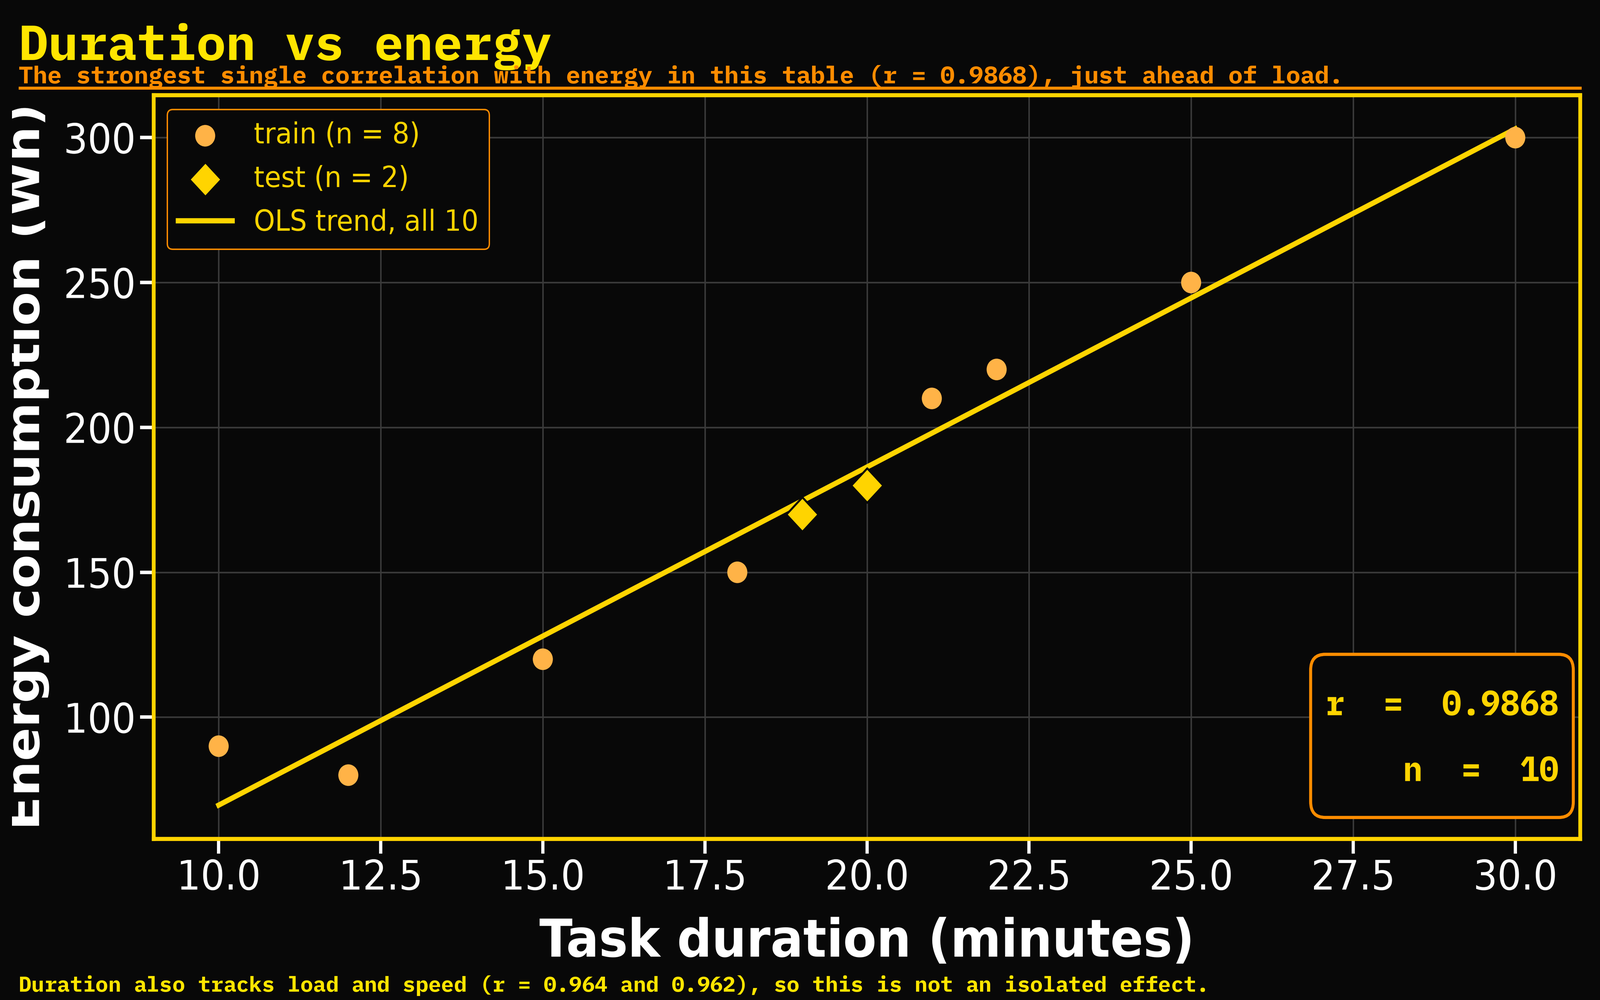 Duration vs energy
The strongest single correlation with energy in this table (r = 0.9868), just ahead of load.
train (n = 8)
test (n = 2)
OLS trend, all 10
Energy consumption (Wh)
300
250
200
150
100
r = 0.9868
n = 10
10.0 12.5 15.0 17.5 20.0 22.5 25.0 27.5 30.0
Task duration (minutes)
Duration also tracks load and speed (r = 0.964 and 0.962), so this is not an isolated effect.